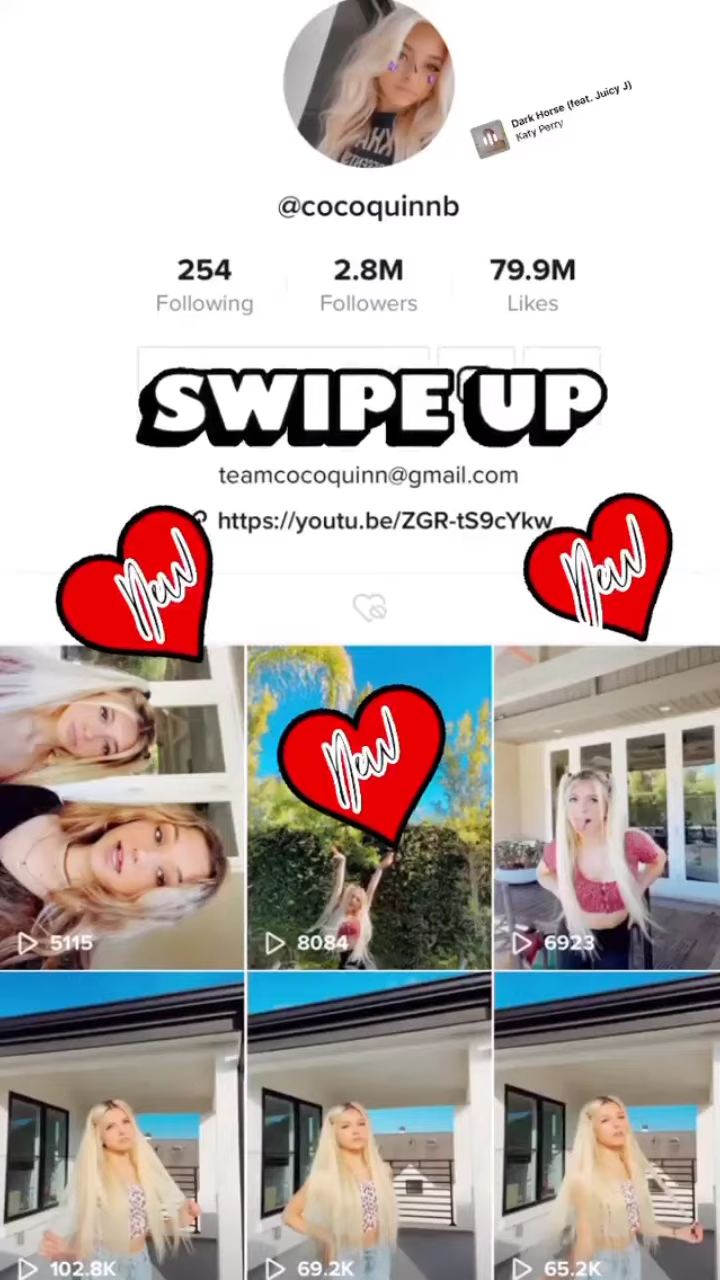 Dark Horse (feat. Juicy J)
Katy Perry
@cocoquinnb
254 2.8M 79.9M
Following Followers Likes
SWIPE UP
teamcocoquinn@gmail.com
https://youtu.be/ZGR-tS9cYkw
New New
New
5115 8084 6923
102.8K 69.2K 65.2K